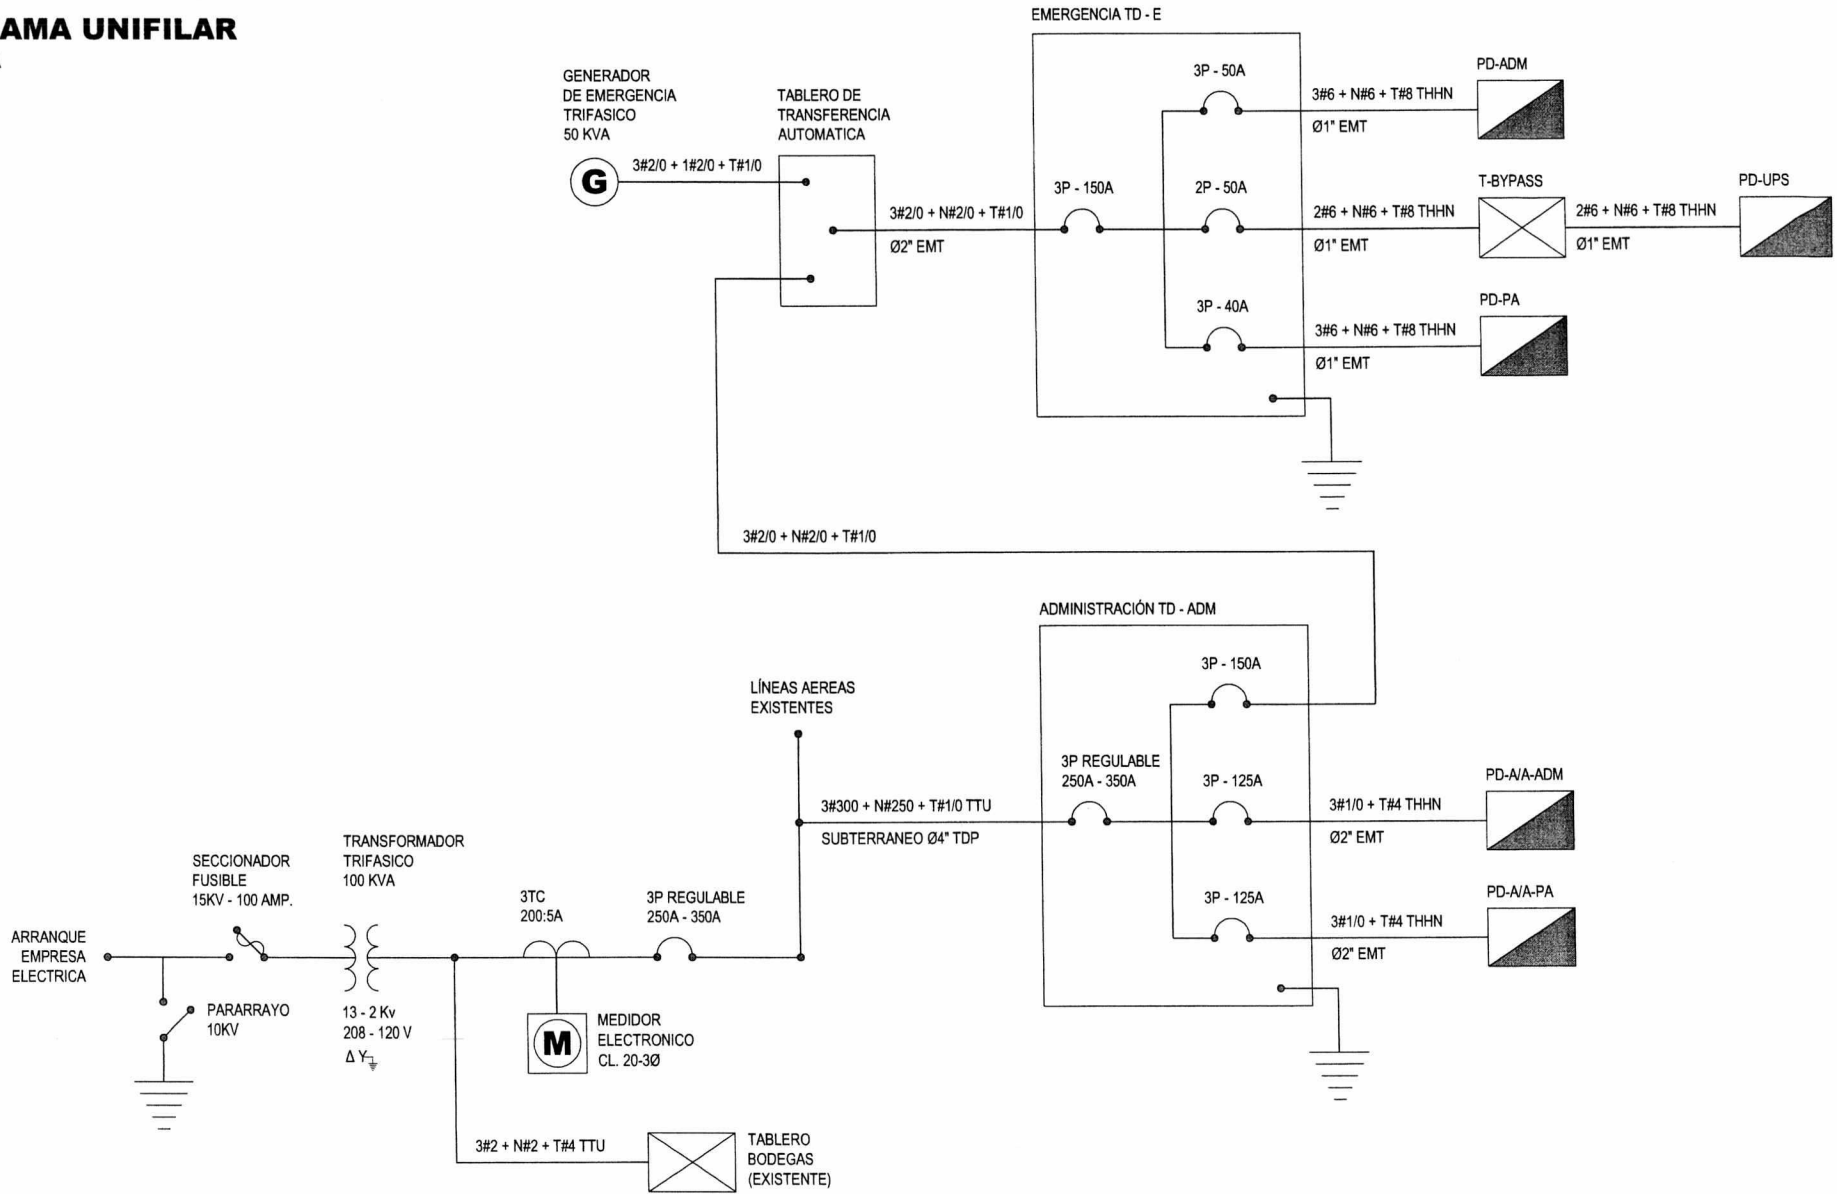 AMA UNIFILAR
EMERGENCIA TD - E
GENERADOR
DE EMERGENCIA
TRIFASICO
50 KVA
TABLERO DE
TRANSFERENCIA
AUTOMATICA
G
3#2/0 + 1#2/0 + T#1/0
3#2/0 + N#2/0 + T#1/0
Ø2" EMT
3P - 150A
3P - 50A
3#6 + N#6 + T#8 THHN
Ø1" EMT
PD-ADM
2P - 50A
2#6 + N#6 + T#8 THHN
Ø1" EMT
T-BYPASS
2#6 + N#6 + T#8 THHN
Ø1" EMT
PD-UPS
3P - 40A
3#6 + N#6 + T#8 THHN
Ø1" EMT
PD-PA
3#2/0 + N#2/0 + T#1/0
ADMINISTRACIÓN TD - ADM
3P - 150A
LÍNEAS AEREAS
EXISTENTES
3#300 + N#250 + T#1/0 TTU
SUBTERRANEO Ø4" TDP
3P REGULABLE
250A - 350A
3P - 125A
3#1/0 + T#4 THHN
Ø2" EMT
PD-A/A-ADM
3P - 125A
3#1/0 + T#4 THHN
Ø2" EMT
PD-A/A-PA
ARRANQUE
EMPRESA
ELECTRICA
SECCIONADOR
FUSIBLE
15KV - 100 AMP.
PARARRAYO
10KV
TRANSFORMADOR
TRIFASICO
100 KVA
13 - 2 Kv
208 - 120 V
Δ Y
3TC
200:5A
3P REGULABLE
250A - 350A
M
MEDIDOR
ELECTRONICO
CL. 20-3Ø
3#2 + N#2 + T#4 TTU
TABLERO
BODEGAS
(EXISTENTE)